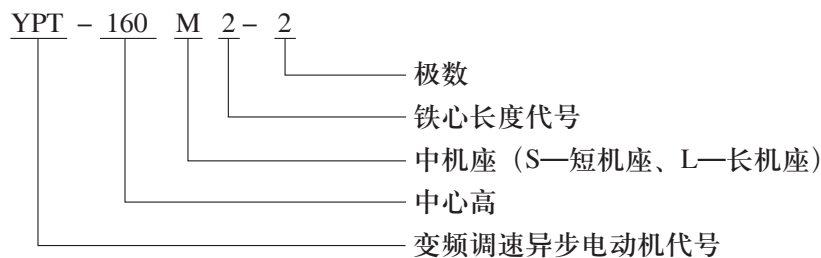 YPT - 160 M 2 - 2
极数
铁心长度代号
中机座（S—短机座、L—长机座）
中心高
变频调速异步电动机代号